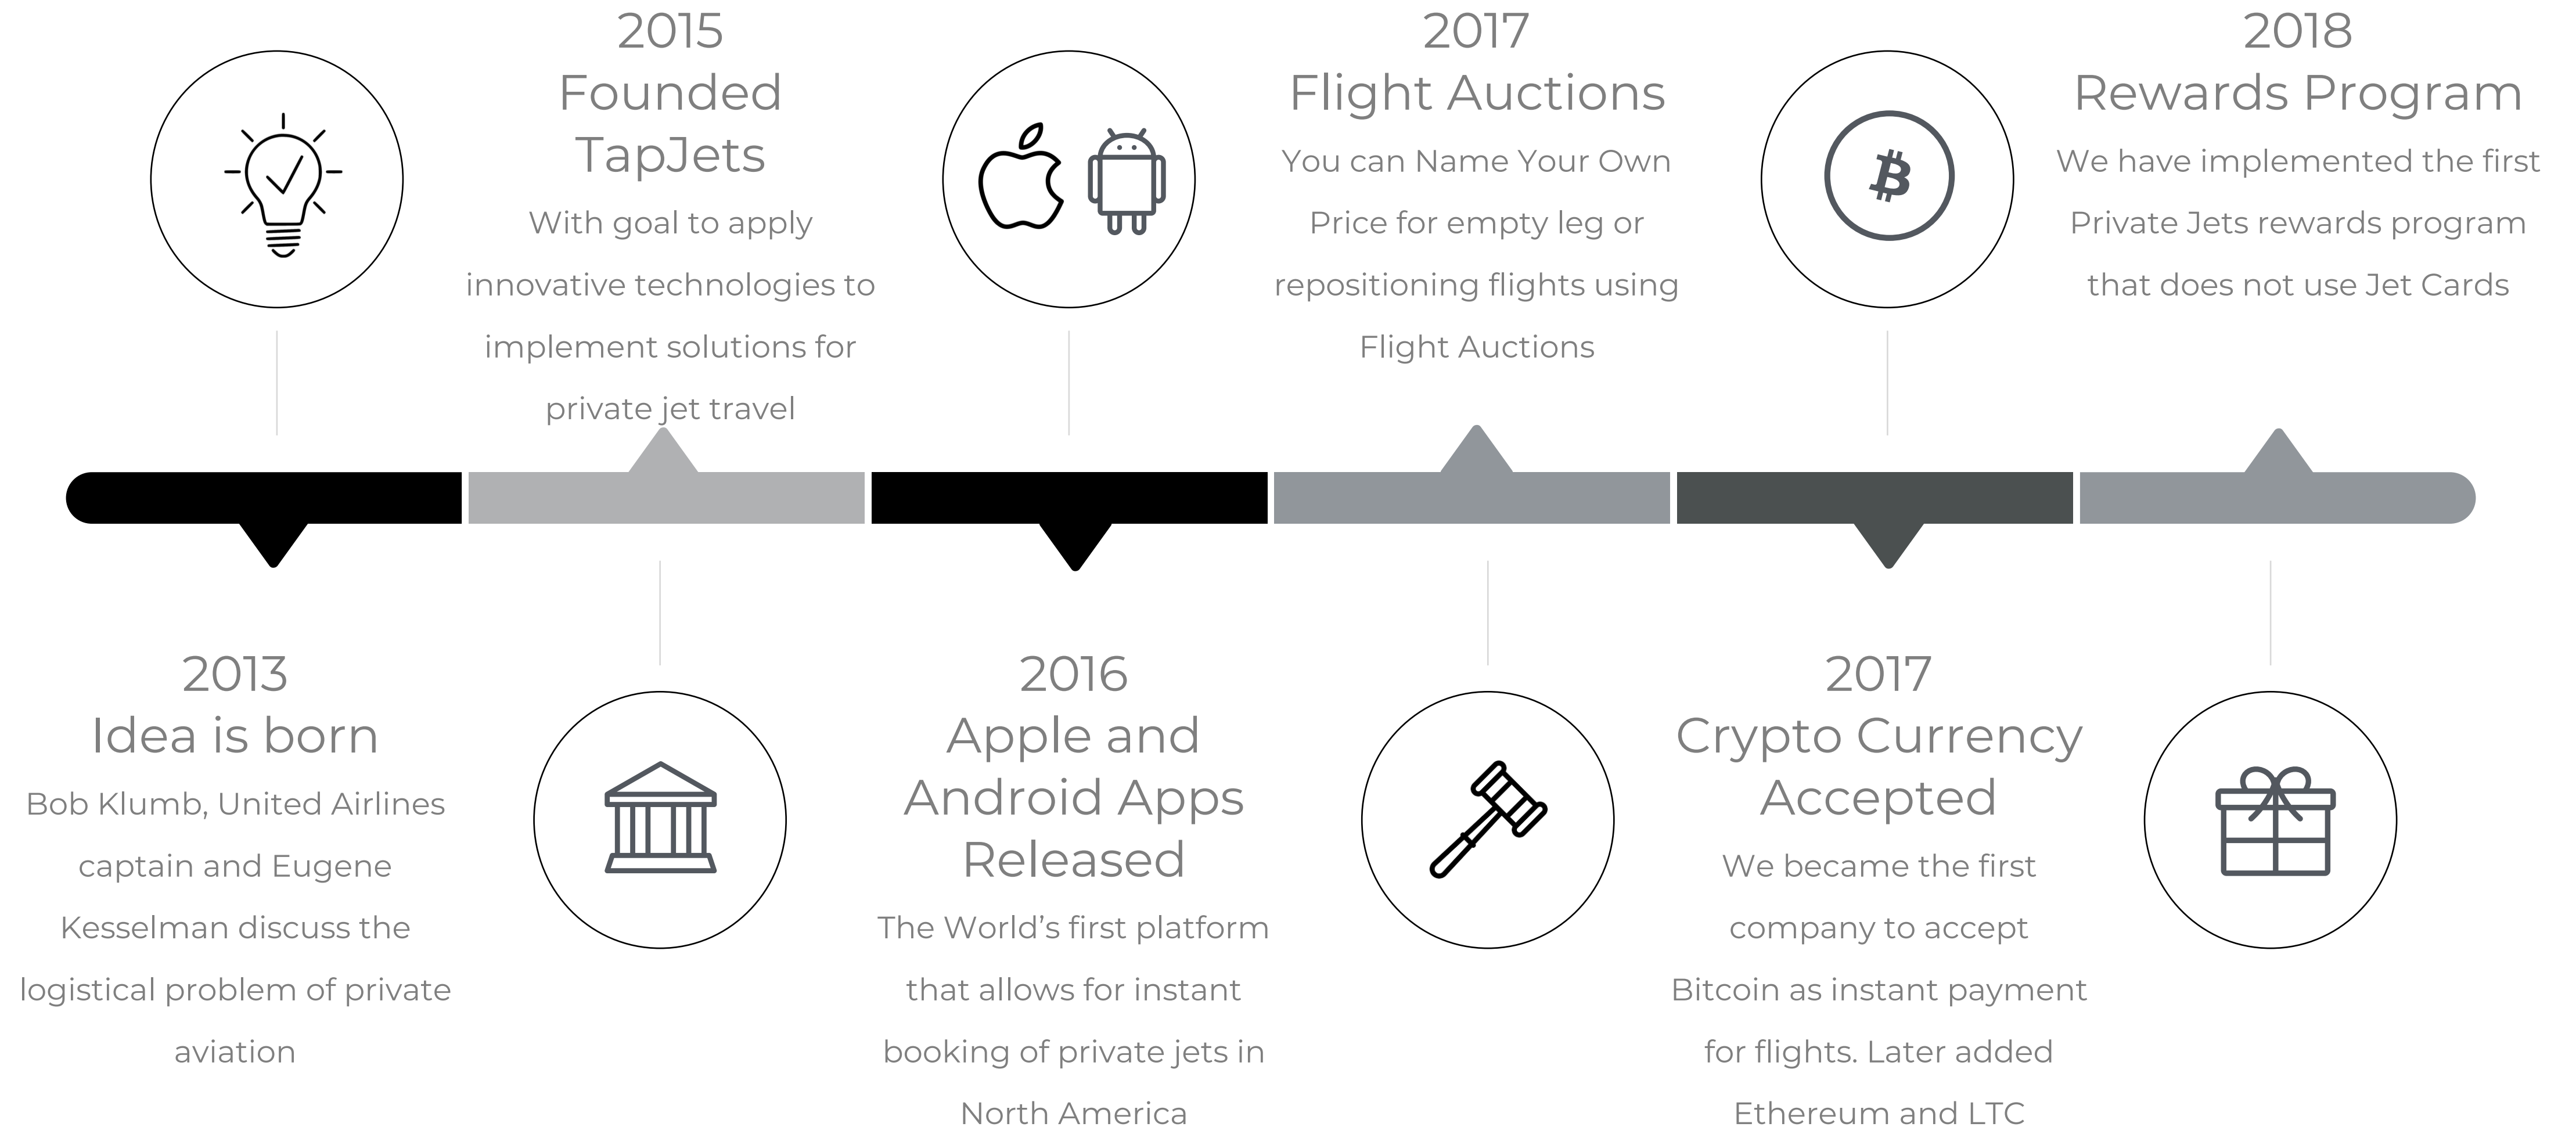 2013
Idea is born
Bob Klumb, United Airlines
captain and Eugene
Kesselman discuss the
logistical problem of private
aviation
2015
Founded
TapJets
With goal to apply
innovative technologies to
implement solutions for
private jet travel
2016
Apple and
Android Apps
Released
The World’s first platform
that allows for instant
booking of private jets in
North America
2017
Flight Auctions
You can Name Your Own
Price for empty leg or
repositioning flights using
Flight Auctions
2017
Crypto Currency
Accepted
We became the first
company to accept
Bitcoin as instant payment
for flights. Later added
Ethereum and LTC
2018
Rewards Program
We have implemented the first
Private Jets rewards program
that does not use Jet Cards